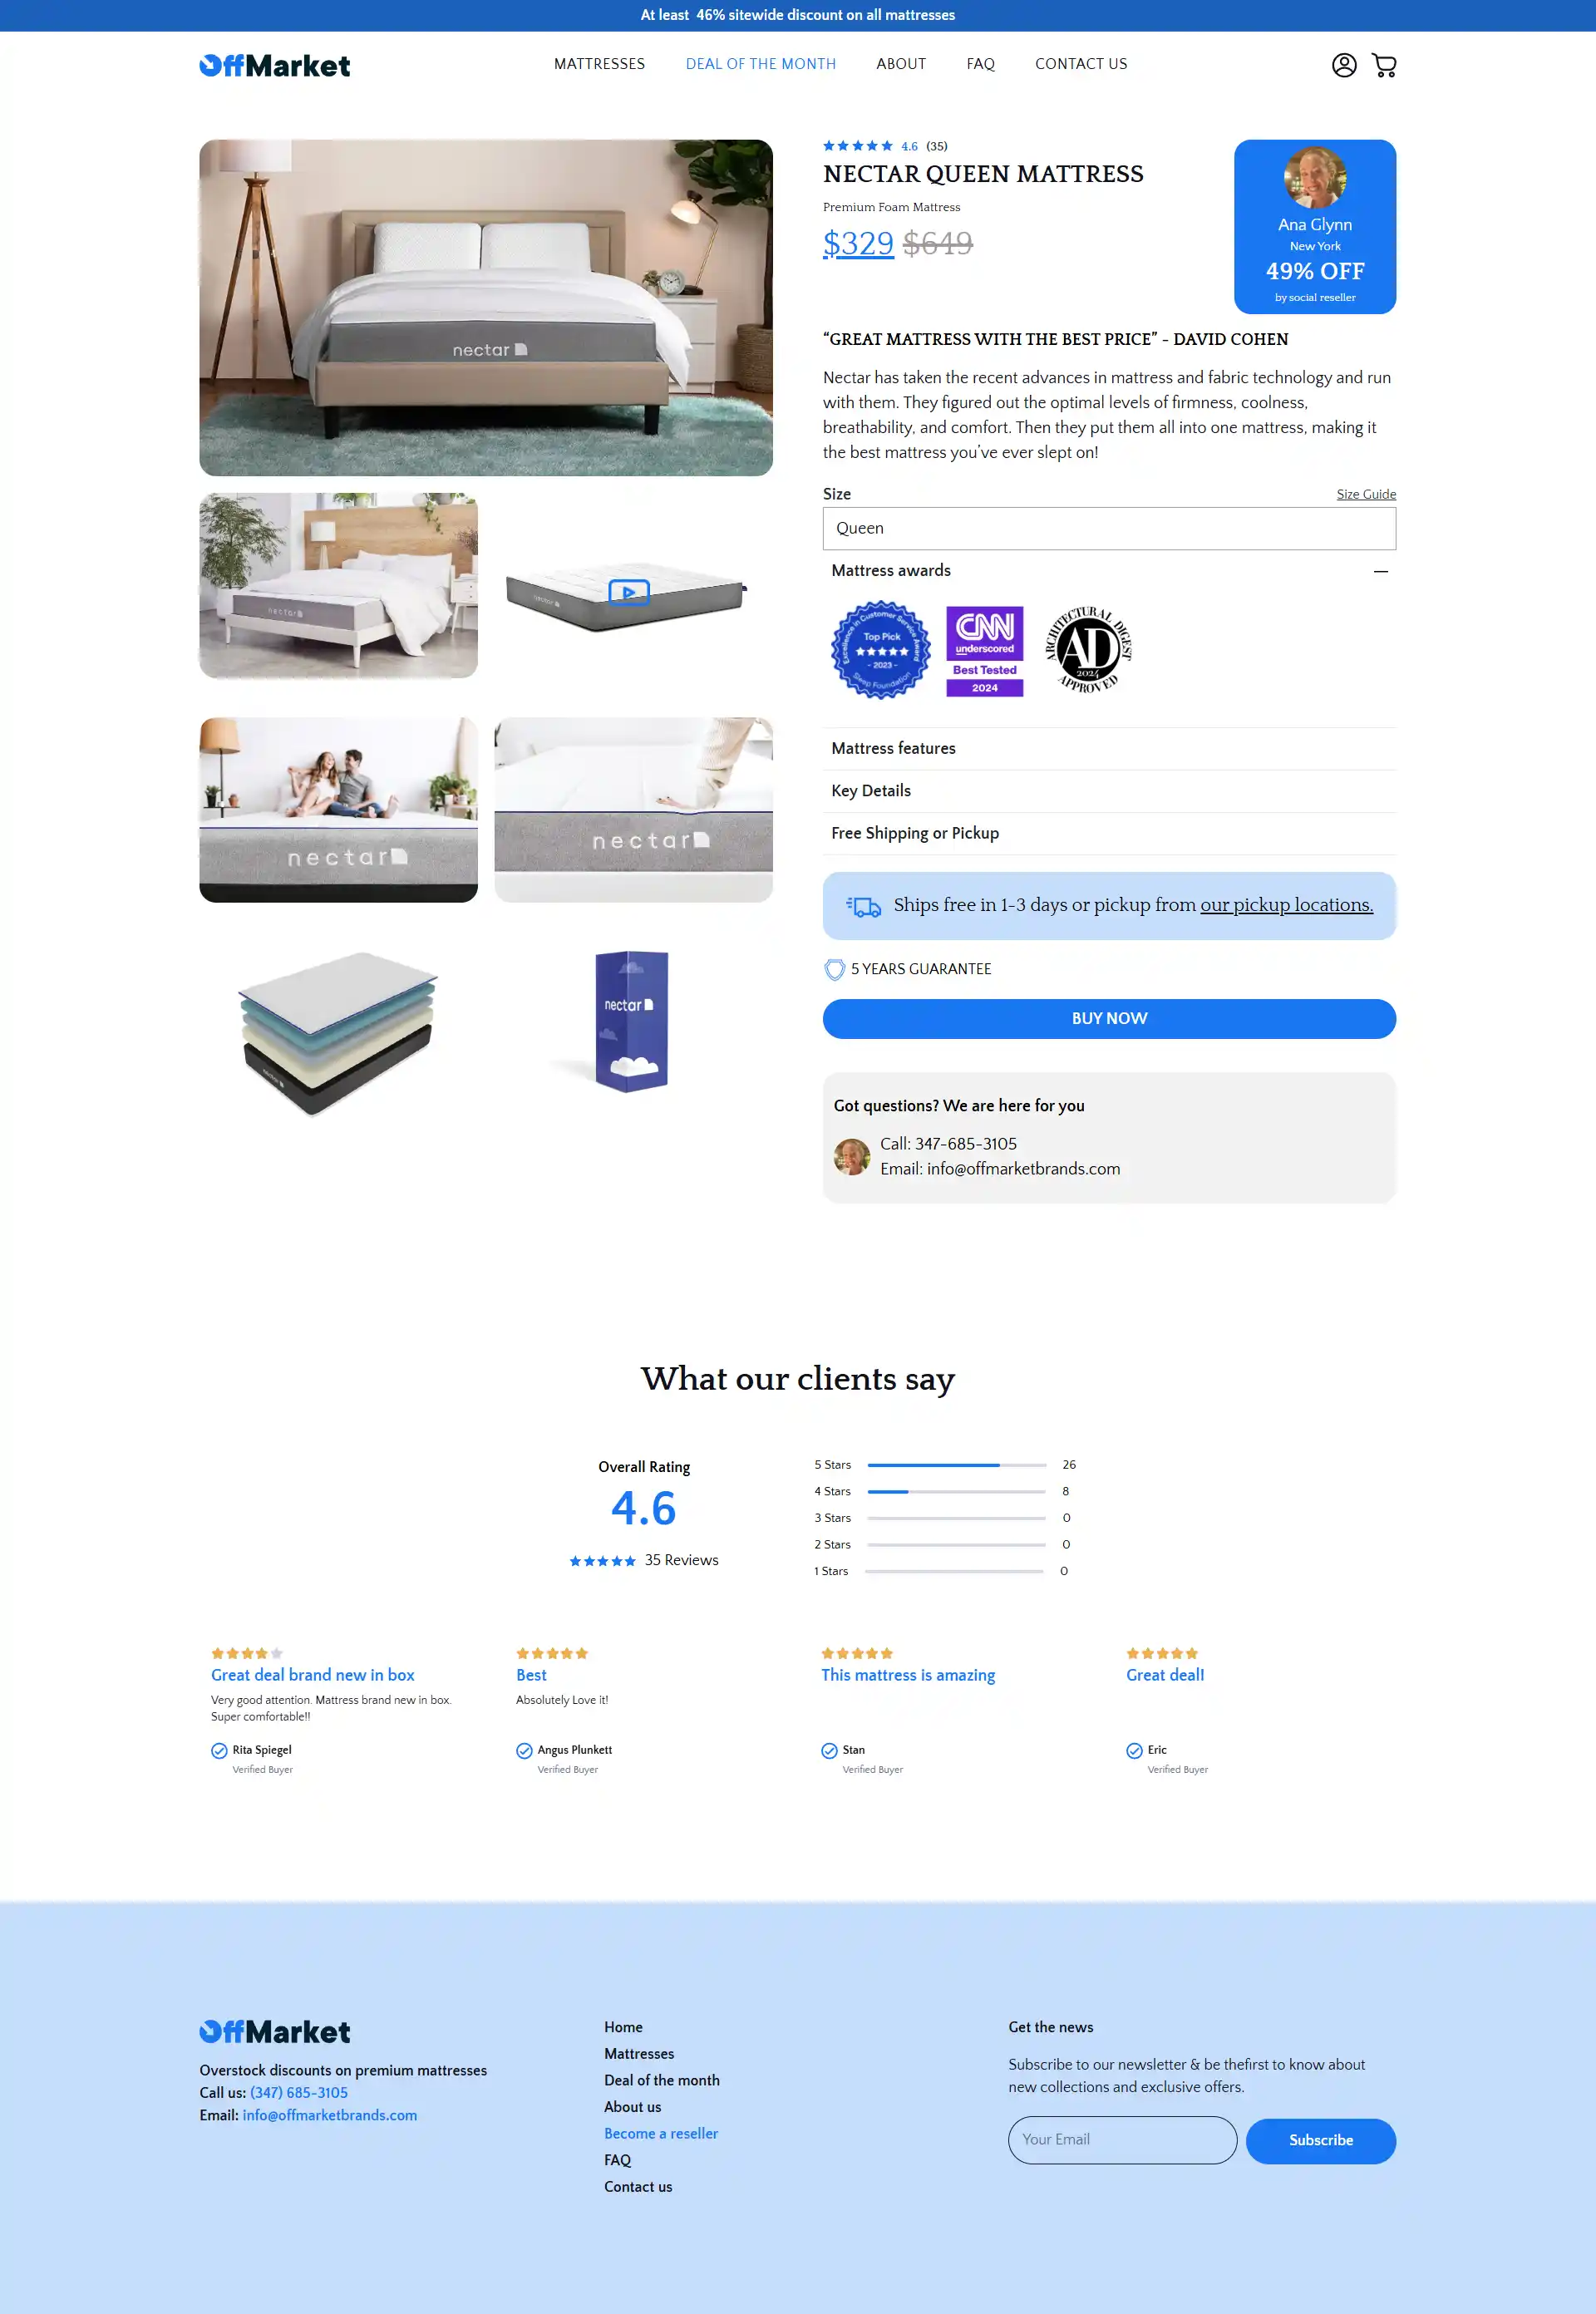 At least 46% sitewide discount on all mattresses
OffMarket
MATTRESSES
DEAL OF THE MONTH
ABOUT
FAQ
CONTACT US
nectar
nectar
nectar
nectar
nectar
nectar
nectar
4.6 (35)
NECTAR QUEEN MATTRESS
Premium Foam Mattress
$329 $649
Ana Glynn
New York
49% OFF
by social reseller
“GREAT MATTRESS WITH THE BEST PRICE” - DAVID COHEN
Nectar has taken the recent advances in mattress and fabric technology and run
with them. They figured out the optimal levels of firmness, coolness,
breathability, and comfort. Then they put them all into one mattress, making it
the best mattress you’ve ever slept on!
Size
Size Guide
Queen
Mattress awards
Excellence in Customer Service Award
Top Pick
- 2023 -
Sleep Foundation
CNN
underscored
Best Tested
2024
ARCHITECTURAL DIGEST
AD
2024
APPROVED
Mattress features
Key Details
Free Shipping or Pickup
Ships free in 1-3 days or pickup from our pickup locations.
5 YEARS GUARANTEE
BUY NOW
Got questions? We are here for you
Call: 347-685-3105
Email: info@offmarketbrands.com
What our clients say
Overall Rating
4.6
35 Reviews
5 Stars 26
4 Stars 8
3 Stars 0
2 Stars 0
1 Stars 0
Great deal brand new in box
Very good attention. Mattress brand new in box.
Super comfortable!!
Rita Spiegel
Verified Buyer
Best
Absolutely Love it!
Angus Plunkett
Verified Buyer
This mattress is amazing
Stan
Verified Buyer
Great deal!
Eric
Verified Buyer
OffMarket
Overstock discounts on premium mattresses
Call us: (347) 685-3105
Email: info@offmarketbrands.com
Home
Mattresses
Deal of the month
About us
Become a reseller
FAQ
Contact us
Get the news
Subscribe to our newsletter & be thefirst to know about
new collections and exclusive offers.
Your Email
Subscribe